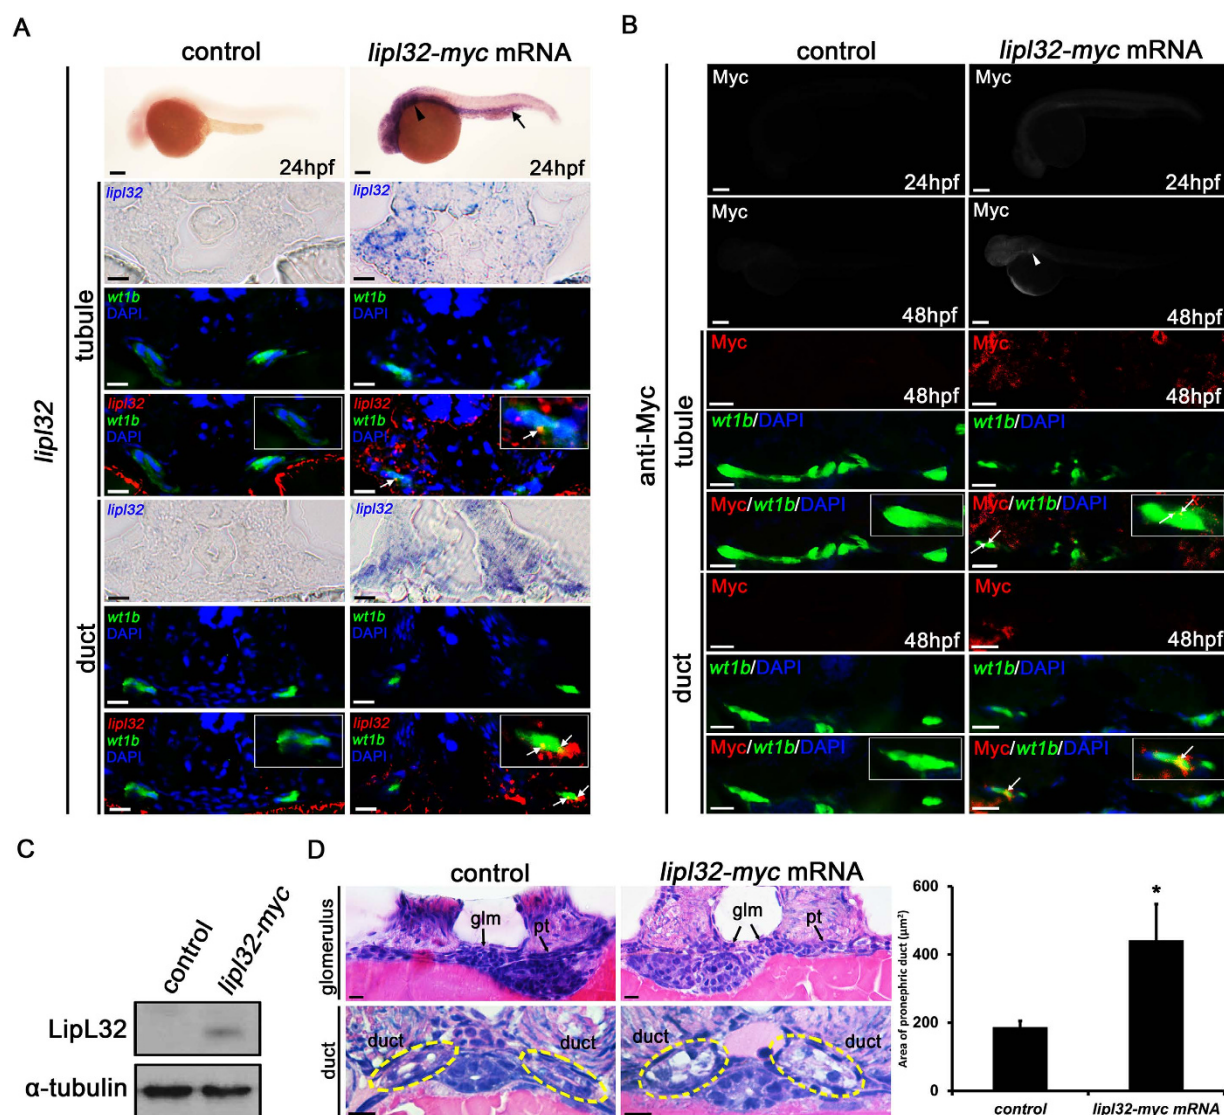 A
control
lipl32-myc mRNA
24hpf
24hpf
lipl32
tubule
duct
lipl32
lipl32
wt1b
DAPI
wt1b
DAPI
lipl32
wt1b
DAPI
lipl32
wt1b
DAPI
lipl32
lipl32
wt1b
DAPI
wt1b
DAPI
lipl32
wt1b
DAPI
lipl32
wt1b
DAPI
B
control
lipl32-myc mRNA
Myc
24hpf
Myc
24hpf
Myc
48hpf
Myc
48hpf
anti-Myc
tubule
duct
Myc
48hpf
Myc
48hpf
wt1b/DAPI
wt1b/DAPI
Myc/wt1b/DAPI
Myc/wt1b/DAPI
Myc
48hpf
Myc
48hpf
wt1b/DAPI
wt1b/DAPI
Myc/wt1b/DAPI
Myc/wt1b/DAPI
C
control
lipl32-myc
LipL32
α-tubulin
D
control
lipl32-myc mRNA
glomerulus
glm
pt
glm
pt
duct
duct
duct
duct
duct
Area of pronephric duct (μm²)
600
400
200
0
*
control
lipl32-myc mRNA